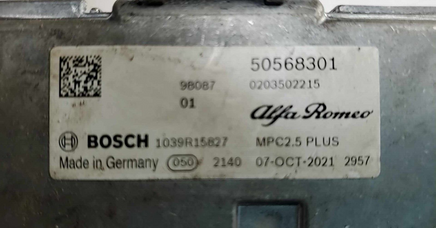 50568301
98087 0203502215
01 Alfa Romeo
BOSCH 1039R15827 MPC2.5 PLUS
Made in Germany 050 2140 07-OCT-2021 2957